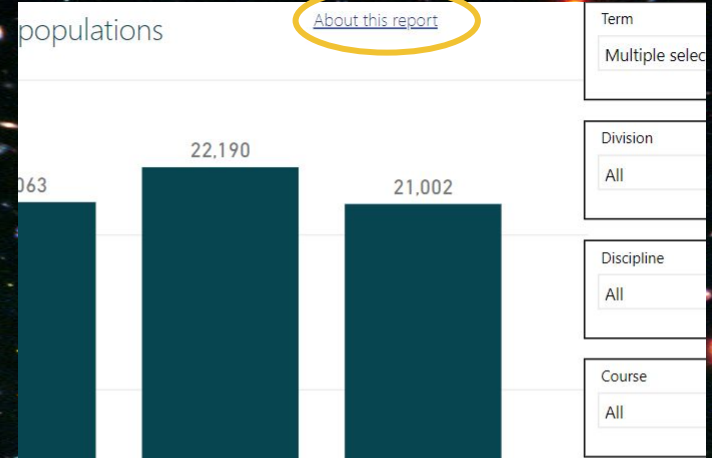 populations
About this report
Term
Multiple selec
Division
All
22,190
063
21,002
Discipline
All
Course
All